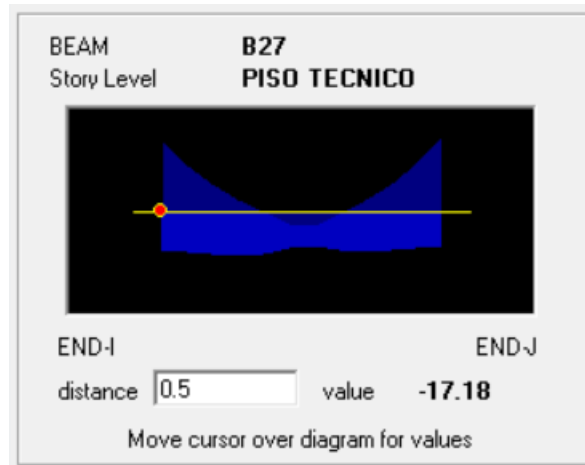 BEAM B27
Story Level PISO TECNICO
END-I END-J
distance 0.5 value -17.18
Move cursor over diagram for values